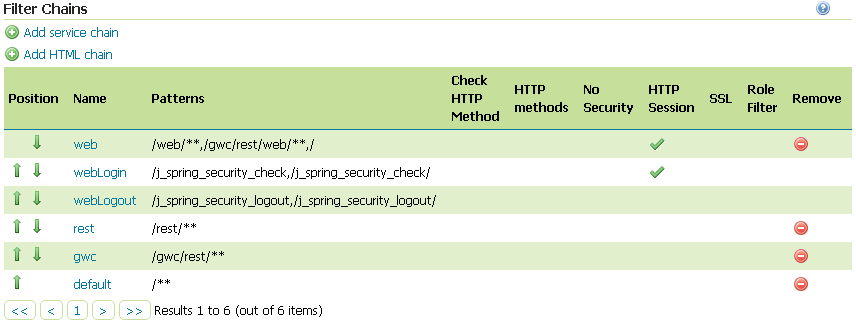 Filter Chains
Add service chain
Add HTML chain
Position Name Patterns Check HTTP Method HTTP methods No Security HTTP Session SSL Role Filter Remove
web /web/**,/gwc/rest/web/**,/
webLogin /j_spring_security_check,/j_spring_security_check/
webLogout /j_spring_security_logout,/j_spring_security_logout/
rest /rest/**
gwc /gwc/rest/**
default /**
<< < 1 > >> Results 1 to 6 (out of 6 items)